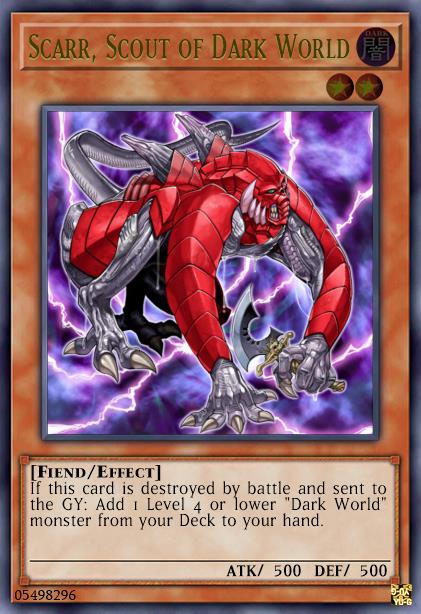 Scarr, Scout of Dark World
DARK
闇
[Fiend/Effect]
If this card is destroyed by battle and sent to
the GY: Add 1 Level 4 or lower "Dark World"
monster from your Deck to your hand.
ATK/ 500 DEF/ 500
05498296